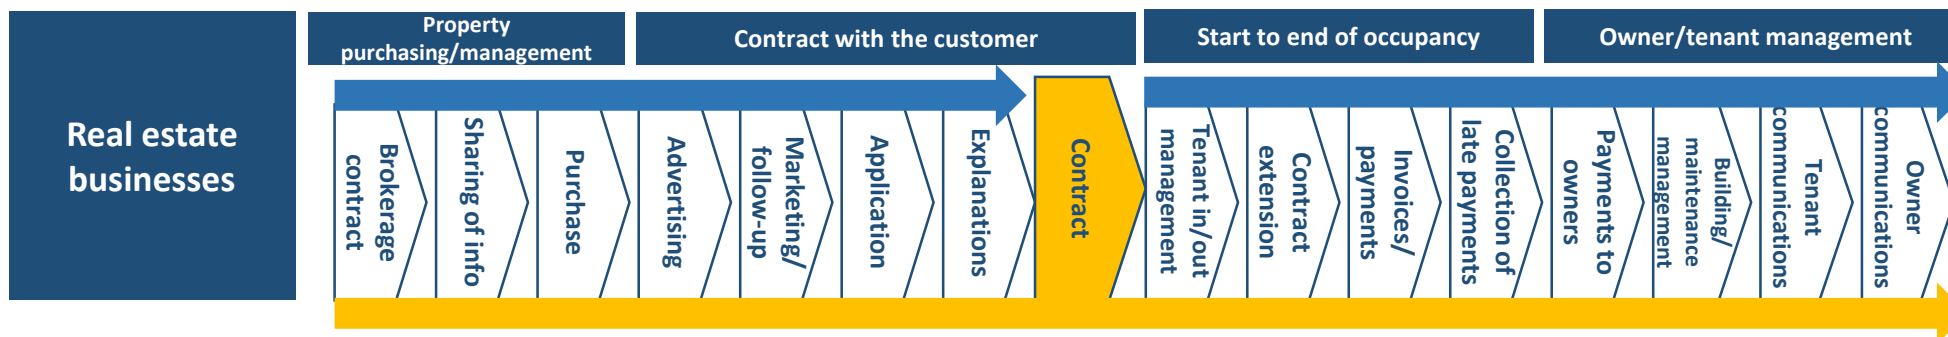 Real estate
businesses
Property
purchasing/management
Contract with the customer
Start to end of occupancy
Owner/tenant management
Brokerage
contract
Sharing of info
Purchase
Advertising
Marketing/
follow-up
Application
Explanations
Contract
Tenant in/out
management
Contract
extension
Invoices/
payments
Collection of
late payments
Payments to
owners
Building/
maintenance
management
Tenant
communications
Owner
communications